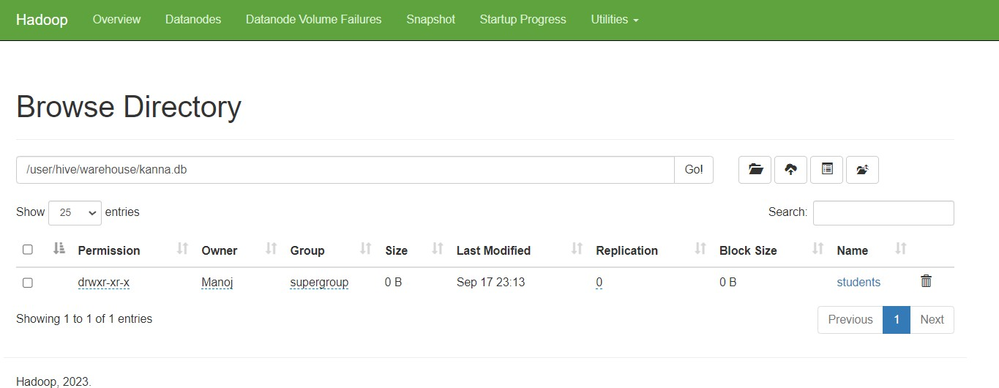 Hadoop Overview Datanodes Datanode Volume Failures Snapshot Startup Progress Utilities
Browse Directory
/user/hive/warehouse/kanna.db Go!
Show 25 entries Search:
Permission Owner Group Size Last Modified Replication Block Size Name
drwxr-xr-x Manoj supergroup 0 B Sep 17 23:13 0 0 B students
Showing 1 to 1 of 1 entries Previous 1 Next
Hadoop, 2023.